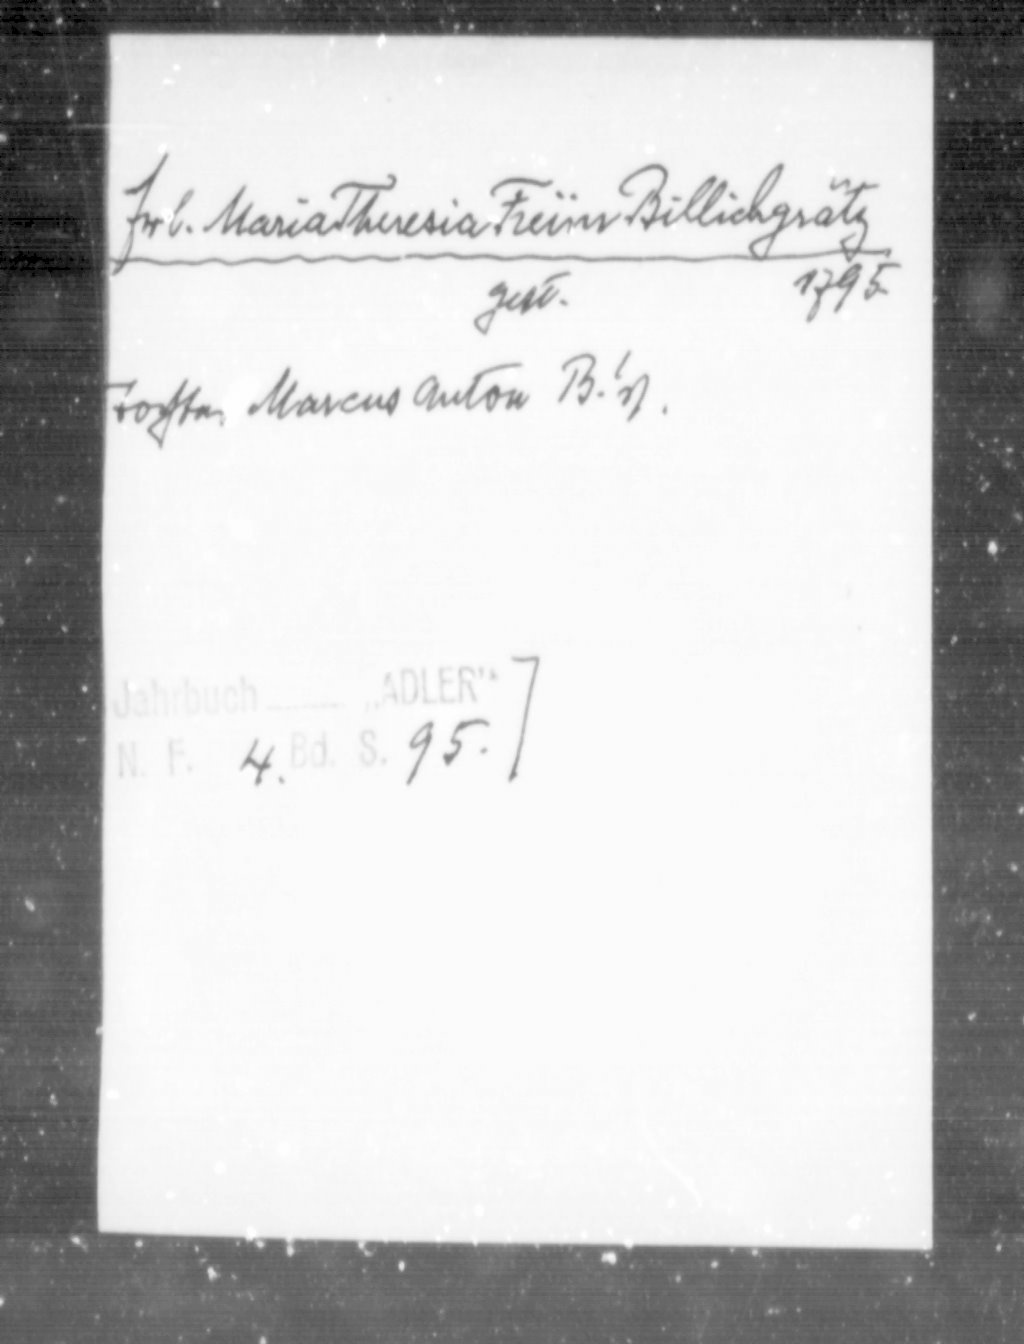 Frl. Maria Theresia Freiin Billichgrätz
gest. 1795
Tochter Marcus Anton B.'s.
Jahrbuch „ADLER"
N. F. 4. Bd. S. 95.]